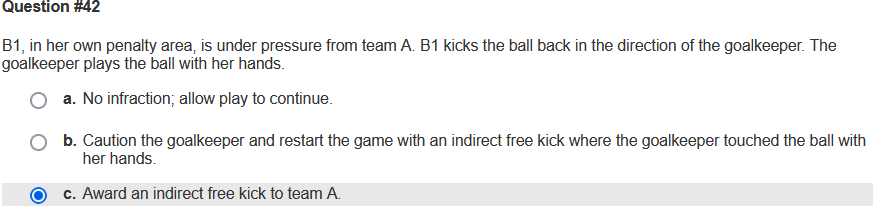 Question #42
B1, in her own penalty area, is under pressure from team A. B1 kicks the ball back in the direction of the goalkeeper. The
goalkeeper plays the ball with her hands.
a. No infraction; allow play to continue.
b. Caution the goalkeeper and restart the game with an indirect free kick where the goalkeeper touched the ball with
her hands.
c. Award an indirect free kick to team A.